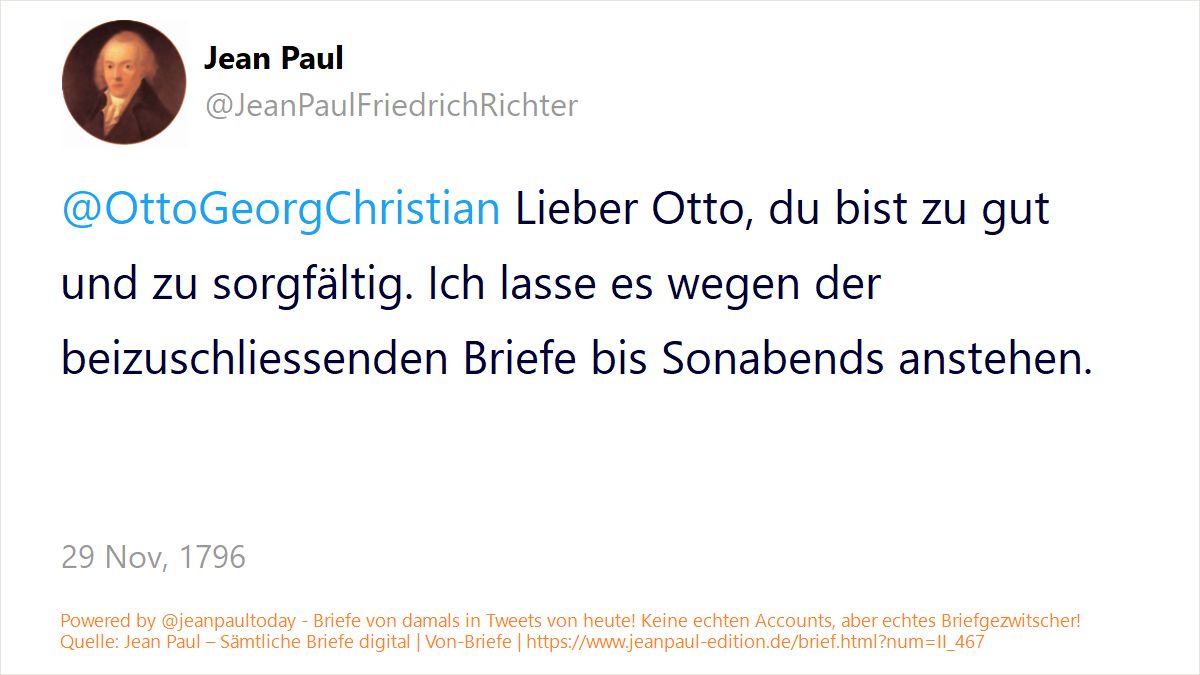 Jean Paul
@JeanPaulFriedrichRichter
@OttoGeorgChristian Lieber Otto, du bist zu gut
und zu sorgfältig. Ich lasse es wegen der
beizuschliessenden Briefe bis Sonabends anstehen.
29 Nov, 1796
Powered by @jeanpaultoday - Briefe von damals in Tweets von heute! Keine echten Accounts, aber echtes Briefgezwitscher!
Quelle: Jean Paul – Sämtliche Briefe digital | Von-Briefe | https://www.jeanpaul-edition.de/brief.html?num=II_467